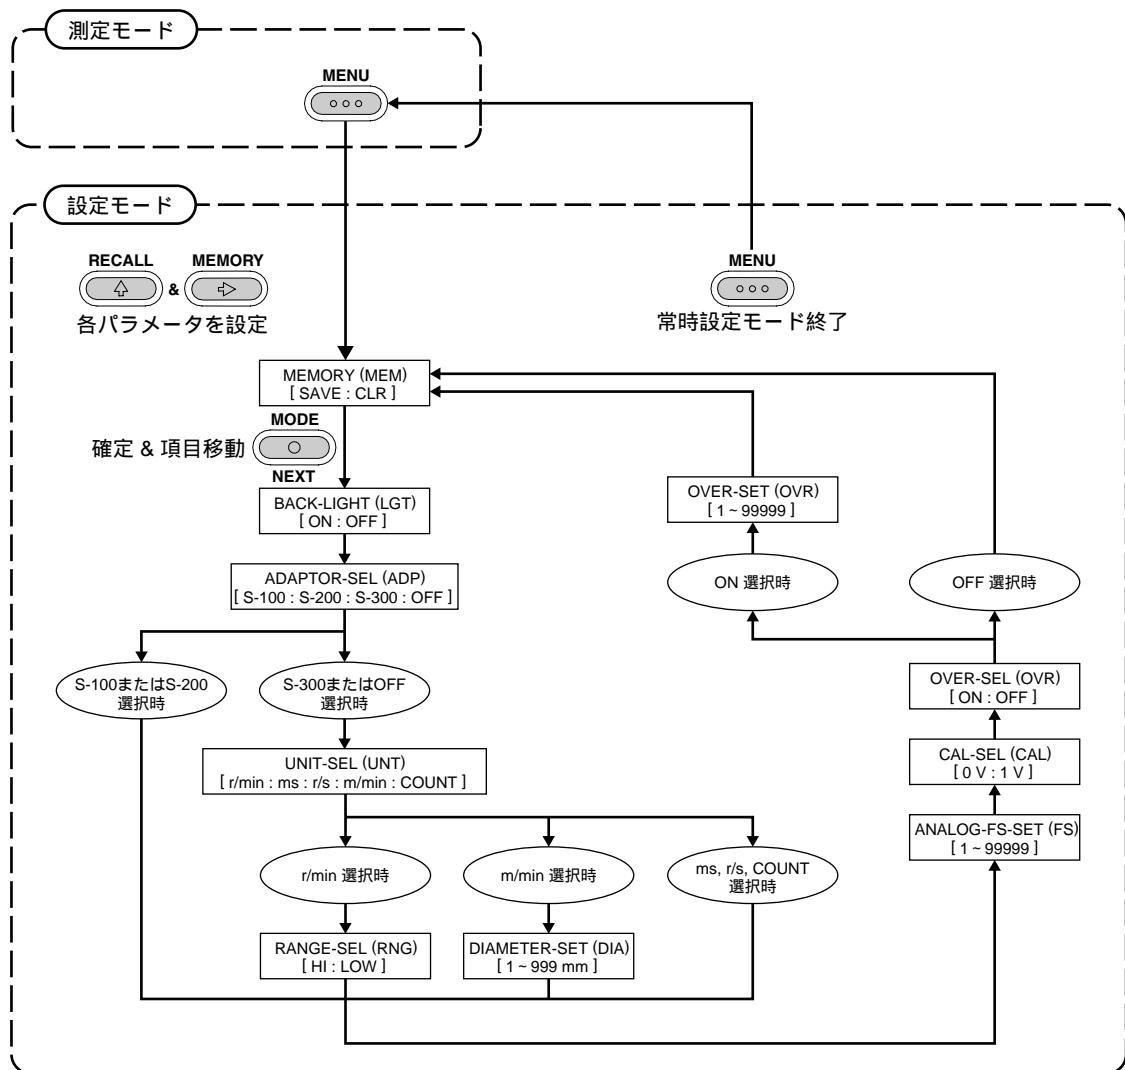 測定モード
MENU
設定モード
RECALL
&
MEMORY
各パラメータを設定
MENU
常時設定モード終了
MEMORY (MEM)
[ SAVE : CLR ]
確定 & 項目移動
MODE
NEXT
BACK-LIGHT (LGT)
[ ON : OFF ]
ADAPTOR-SEL (ADP)
[ S-100 : S-200 : S-300 : OFF ]
S-100またはS-200
選択時
S-300またはOFF
選択時
UNIT-SEL (UNT)
[ r/min : ms : r/s : m/min : COUNT ]
r/min 選択時
m/min 選択時
ms, r/s, COUNT
選択時
RANGE-SEL (RNG)
[ HI : LOW ]
DIAMETER-SET (DIA)
[ 1 ~ 999 mm ]
OVER-SET (OVR)
[ 1 ~ 99999 ]
ON 選択時
OFF 選択時
OVER-SEL (OVR)
[ ON : OFF ]
CAL-SEL (CAL)
[ 0 V : 1 V ]
ANALOG-FS-SET (FS)
[ 1 ~ 99999 ]